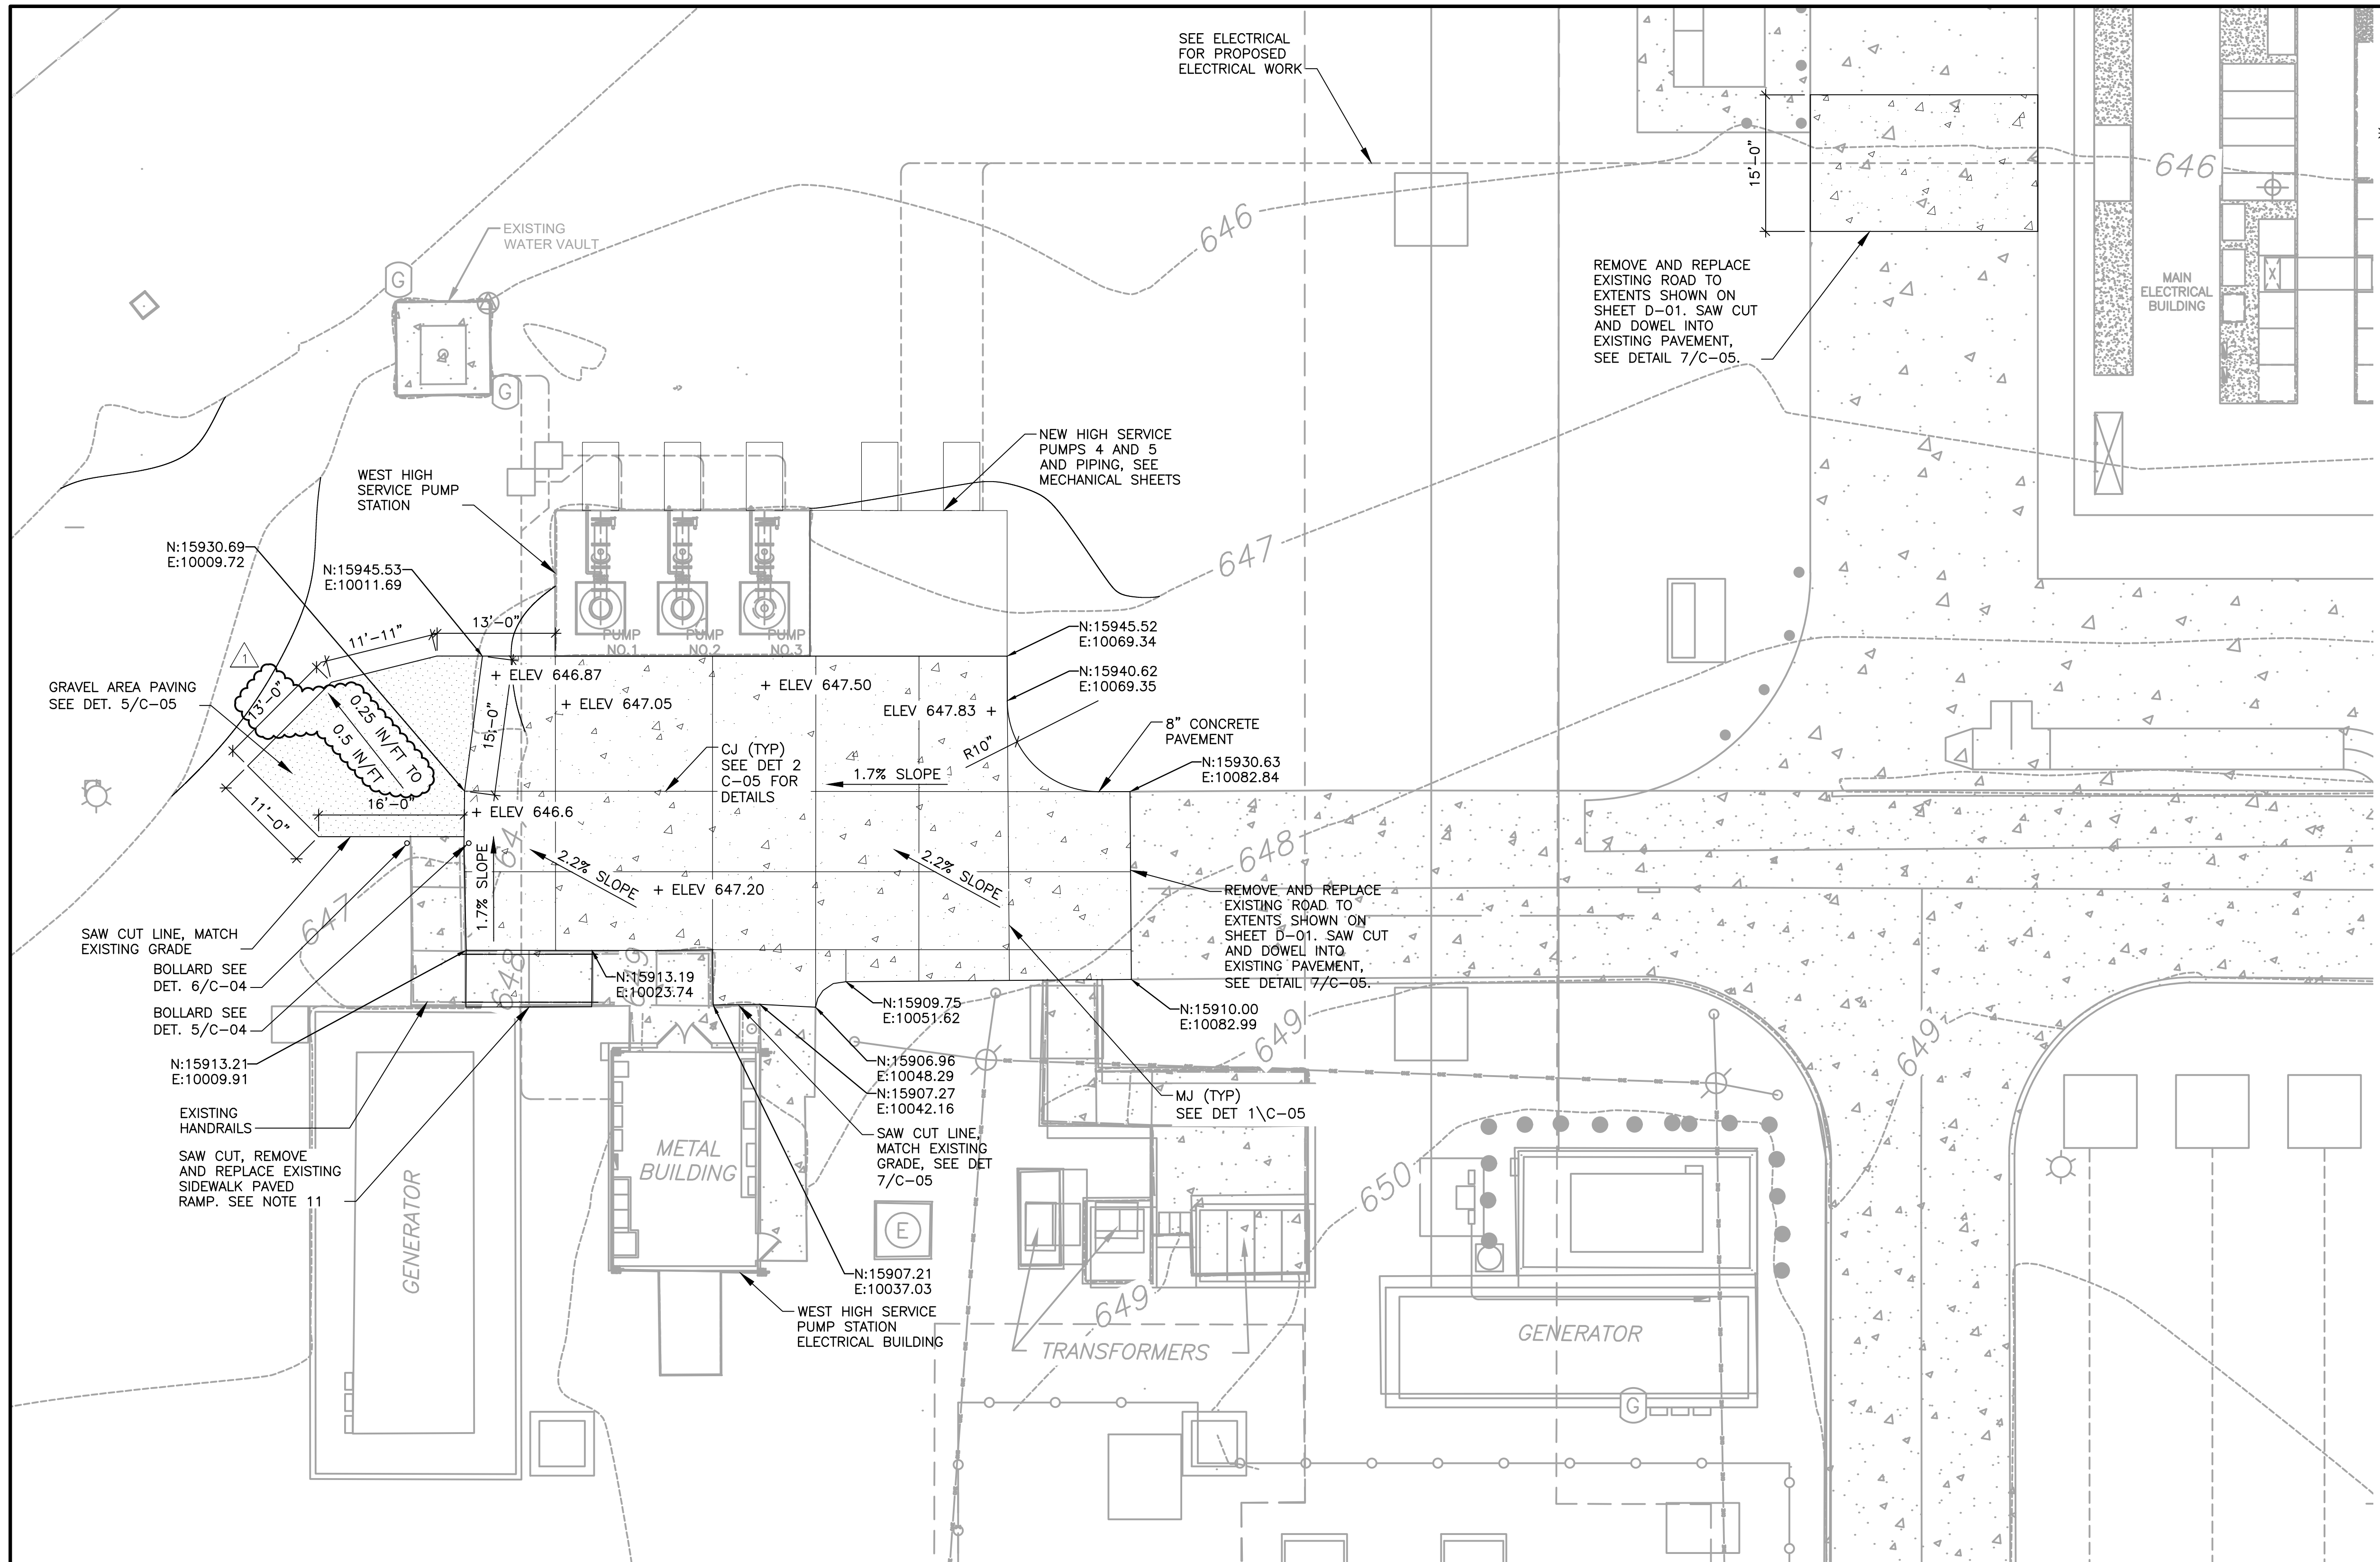 SEE ELECTRICAL
FOR PROPOSED
ELECTRICAL WORK
15'-0"
646
646
EXISTING
WATER VAULT
G
G
REMOVE AND REPLACE
EXISTING ROAD TO
EXTENTS SHOWN ON
SHEET D-01. SAW CUT
AND DOWEL INTO
EXISTING PAVEMENT,
SEE DETAIL 7/C-05.
MAIN
ELECTRICAL
BUILDING
NEW HIGH SERVICE
PUMPS 4 AND 5
AND PIPING, SEE
MECHANICAL SHEETS
WEST HIGH
SERVICE PUMP
STATION
647
N:15930.69
E:10009.72
N:15945.53
E:10011.69
11'-11"
13'-0"
PUMP
NO.1
PUMP
NO.2
PUMP
NO.3
N:15945.52
E:10069.34
N:15940.62
E:10069.35
1
GRAVEL AREA PAVING
SEE DET. 5/C-05
13'-0"
0.25 IN/FT TO
0.5 IN/FT
15'-0"
+ ELEV 646.87
+ ELEV 647.05
+ ELEV 647.50
ELEV 647.83 +
R10"
8" CONCRETE
PAVEMENT
CJ (TYP)
SEE DET 2
C-05 FOR
DETAILS
1.7% SLOPE
N:15930.63
E:10082.84
11'-0"
16'-0"
+ ELEV 646.6
64
1.7% SLOPE
2.2% SLOPE
+ ELEV 647.20
2.2% SLOPE
648
REMOVE AND REPLACE
EXISTING ROAD TO
EXTENTS SHOWN ON
SHEET D-01. SAW CUT
AND DOWEL INTO
EXISTING PAVEMENT,
SEE DETAIL 7/C-05.
647
SAW CUT LINE, MATCH
EXISTING GRADE
BOLLARD SEE
DET. 6/C-04
BOLLARD SEE
DET. 5/C-04
648
649
N:15913.19
E:10023.74
N:15909.75
E:10051.62
N:15910.00
E:10082.99
N:15913.21
E:10009.91
N:15906.96
E:10048.29
N:15907.27
E:10042.16
649
649
MJ (TYP)
SEE DET 1\C-05
EXISTING
HANDRAILS
SAW CUT LINE,
MATCH EXISTING
GRADE, SEE DET
7/C-05
SAW CUT, REMOVE
AND REPLACE EXISTING
SIDEWALK PAVED
RAMP. SEE NOTE 11
METAL
BUILDING
GENERATOR
E
650
N:15907.21
E:10037.03
WEST HIGH SERVICE
PUMP STATION
ELECTRICAL BUILDING
649
TRANSFORMERS
GENERATOR
G